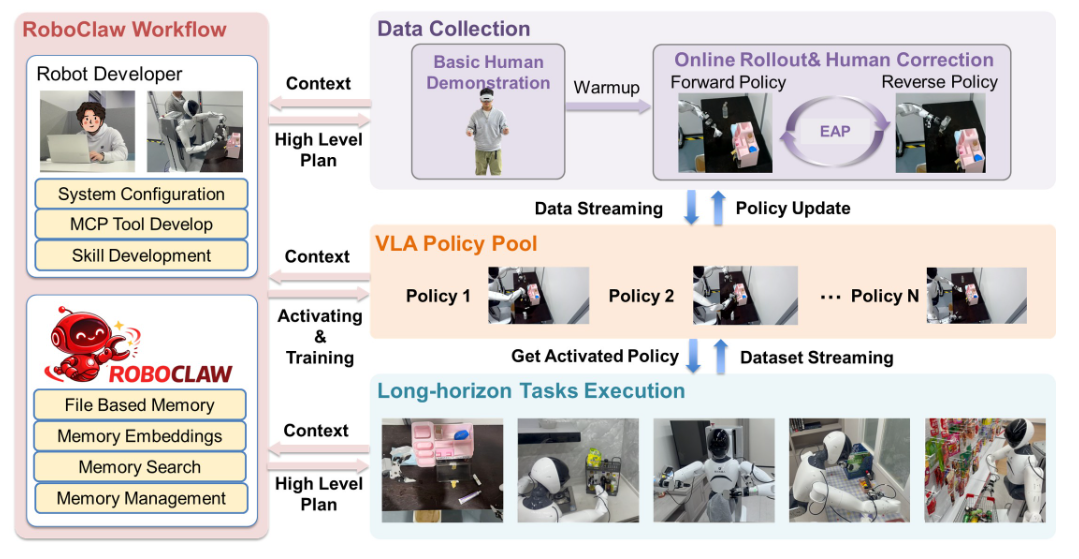 RoboClaw Workflow
Robot Developer
System Configuration
MCP Tool Develop
Skill Development
ROBOCLAW
File Based Memory
Memory Embeddings
Memory Search
Memory Management
Context
High Level
Plan
Context
Activating
&
Training
Context
High Level
Plan
Data Collection
Basic Human
Demonstration
Warmup
Online Rollout& Human Correction
Forward Policy
Reverse Policy
EAP
Data Streaming
Policy Update
VLA Policy Pool
Policy 1
Policy 2
··· Policy N
Get Activated Policy
Dataset Streaming
Long-horizon Tasks Execution